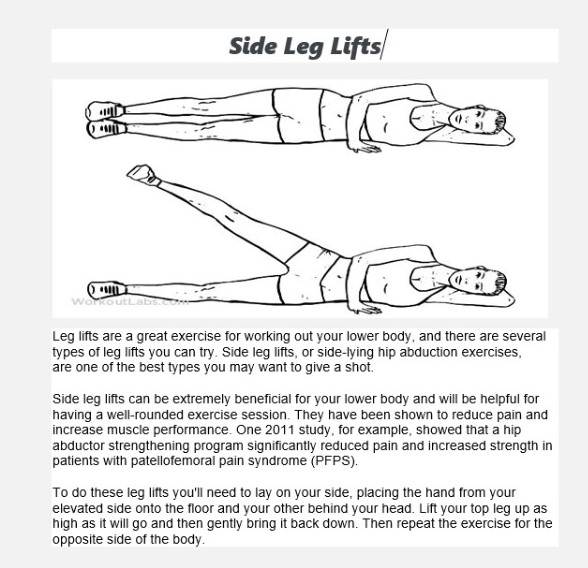 Side Leg Lifts
WorkoutLabs.com
Leg lifts are a great exercise for working out your lower body, and there are several
types of leg lifts you can try. Side leg lifts, or side-lying hip abduction exercises,
are one of the best types you may want to give a shot.
Side leg lifts can be extremely beneficial for your lower body and will be helpful for
having a well-rounded exercise session. They have been shown to reduce pain and
increase muscle performance. One 2011 study, for example, showed that a hip
abductor strengthening program significantly reduced pain and increased strength in
patients with patellofemoral pain syndrome (PFPS).
To do these leg lifts you'll need to lay on your side, placing the hand from your
elevated side onto the floor and your other behind your head. Lift your top leg up as
high as it will go and then gently bring it back down. Then repeat the exercise for the
opposite side of the body.